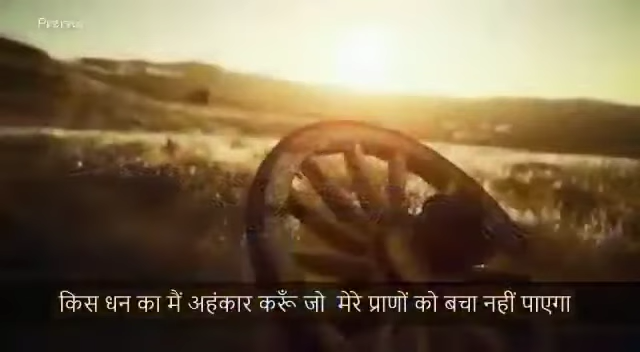 किस धन का मैं अहंकार करूँ जो मेरे प्राणों को बचा नहीं पाएगा